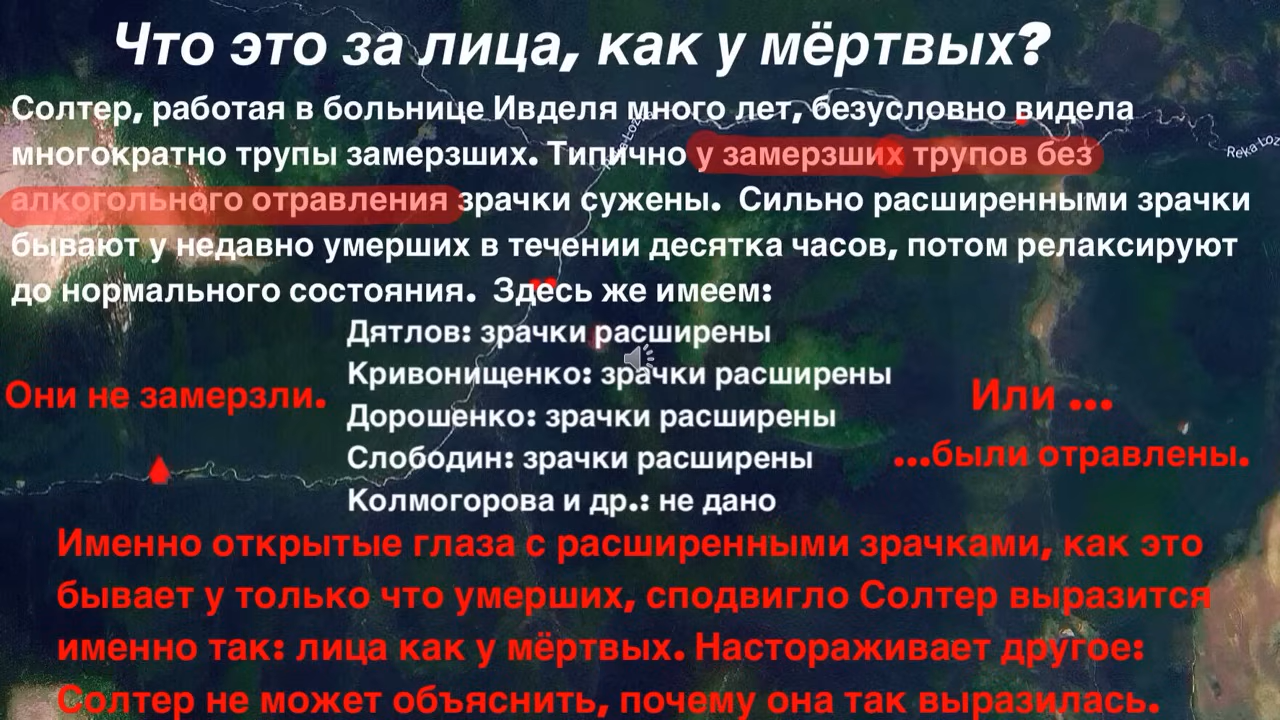 Что это за лица, как у мёртвых?
Солтер, работая в больнице Ивделя много лет, безусловно видела
многократно трупы замерзших. Типично у замерзших трупов без
алкогольного отравления зрачки сужены. Сильно расширенными зрачки
бывают у недавно умерших в течении десятка часов, потом релаксируют
до нормального состояния. Здесь же имеем:
Дятлов: зрачки расширены
Кривонищенко: зрачки расширены
Дорошенко: зрачки расширены
Слободин: зрачки расширены
Колмогорова и др.: не дано
Они не замерзли.
Или ...
...были отравлены.
Именно открытые глаза с расширенными зрачками, как это
бывает у только что умерших, сподвигло Солтер выразится
именно так: лица как у мёртвых. Настораживает другое:
Солтер не может объяснить, почему она так выразилась.